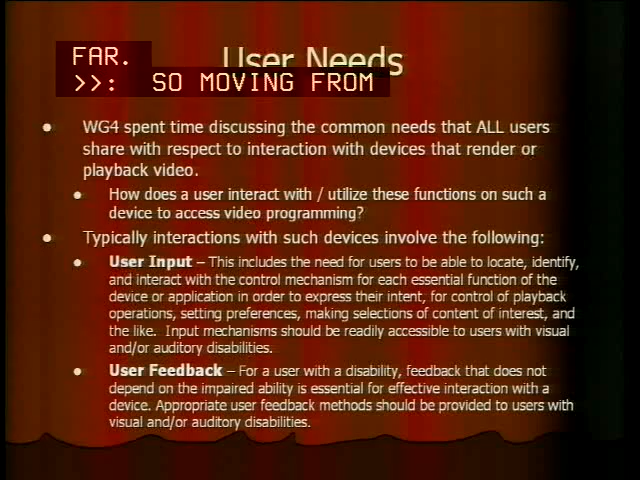 FAR.
User Needs
>>: SO MOVING FROM
• WG4 spent time discussing the common needs that ALL users
share with respect to interaction with devices that render or
playback video.
• How does a user interact with / utilize these functions on such a
device to access video programming?
• Typically interactions with such devices involve the following:
• User Input – This includes the need for users to be able to locate, identify,
and interact with the control mechanism for each essential function of the
device or application in order to express their intent, for control of playback
operations, setting preferences, making selections of content of interest, and
the like. Input mechanisms should be readily accessible to users with visual
and/or auditory disabilities.
• User Feedback – For a user with a disability, feedback that does not
depend on the impaired ability is essential for effective interaction with a
device. Appropriate user feedback methods should be provided to users with
visual and/or auditory disabilities.